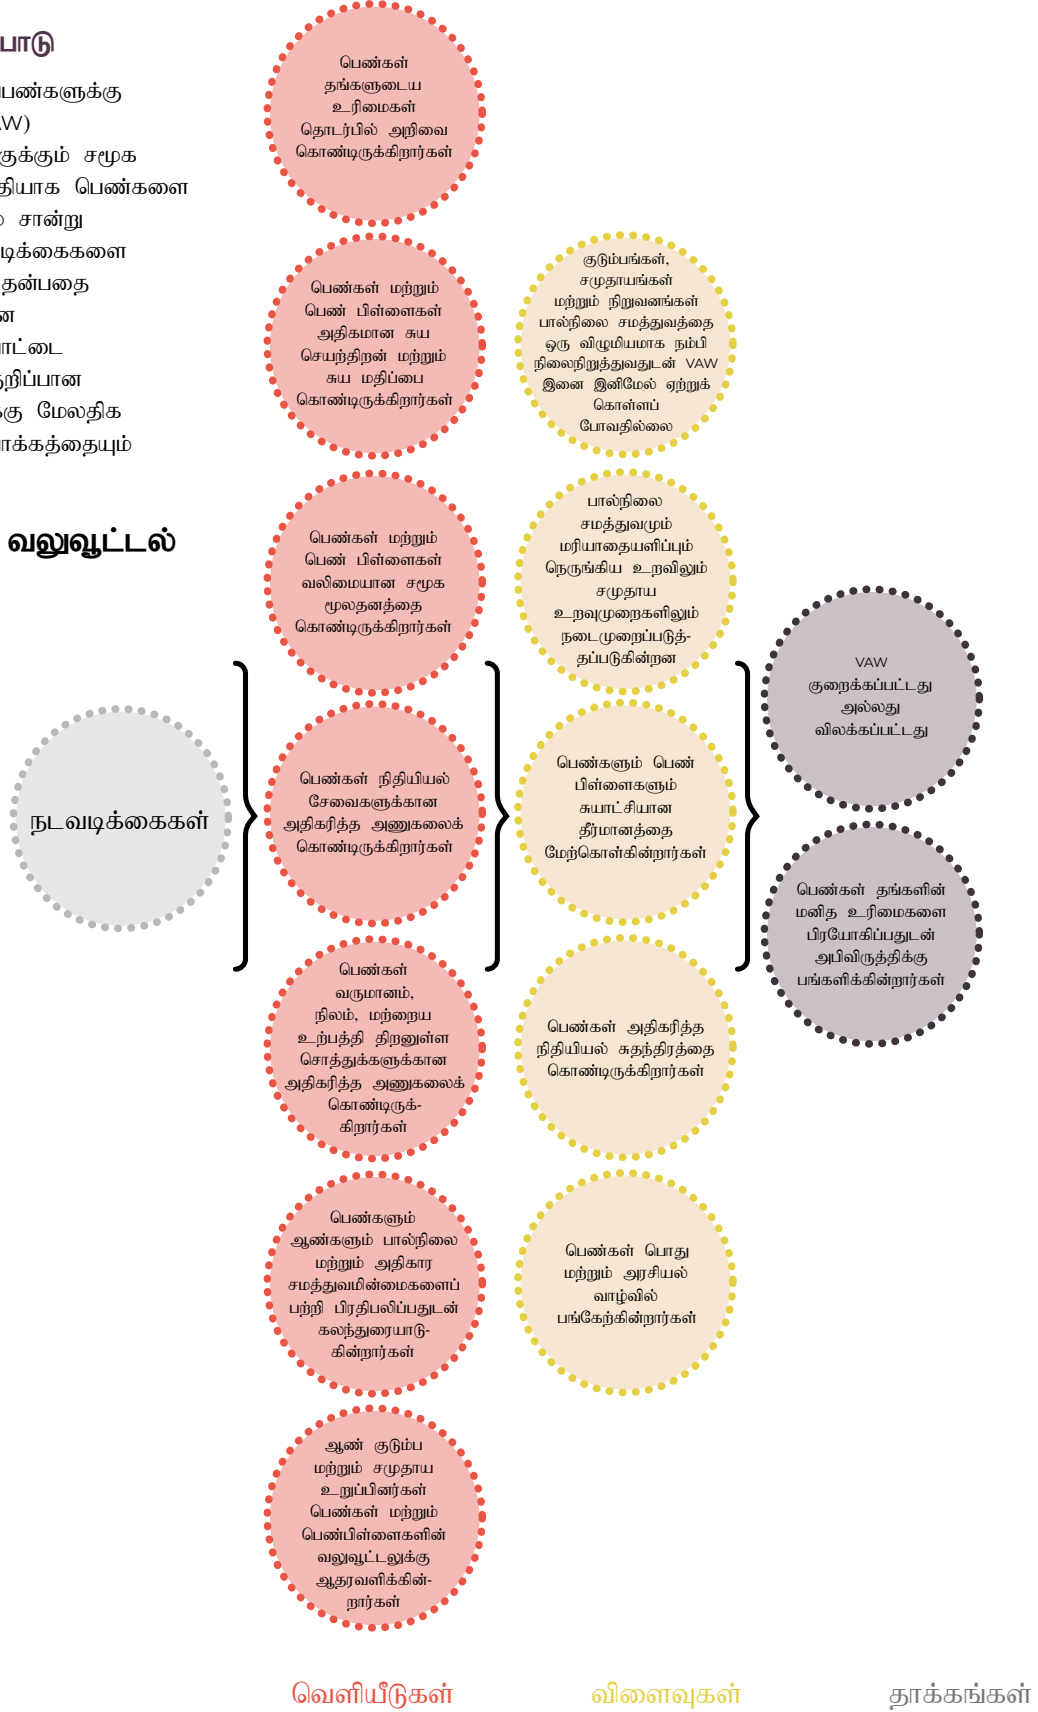 பாடு
பெண்களுக்கு
AW)
குக்கும் சமூக
தியாக பெண்களை
சான்று
டிக்கைகளை
தன்பதை
ன
ாட்டை
குறிப்பான
கு மேலதிக
ாக்கத்தையும்
வலுவூட்டல்
நடவடிக்கைகள்
பெண்கள்
தங்களுடைய
உரிமைகள்
தொடர்பில் அறிவை
கொண்டிருக்கிறார்கள்
பெண்கள் மற்றும்
பெண் பிள்ளைகள்
அதிகமான சுய
செயற்திறன் மற்றும்
சுய மதிப்பை
கொண்டிருக்கிறார்கள்
பெண்கள் மற்றும்
பெண் பிள்ளைகள்
வலிமையான சமூக
மூலதனத்தை
கொண்டிருக்கிறார்கள்
பெண்கள் நிதியியல்
சேவைகளுக்கான
அதிகரித்த அணுகலைக்
கொண்டிருக்கிறார்கள்
பெண்கள்
வருமானம்,
நிலம், மற்றைய
உற்பத்தி திறனுள்ள
சொத்துக்களுக்கான
அதிகரித்த அணுகலைக்
கொண்டிருக்-
கிறார்கள்
பெண்களும்
ஆண்களும் பால்நிலை
மற்றும் அதிகார
சமத்துவமின்மைகளைப்
பற்றி பிரதிபலிப்பதுடன்
கலந்துரையாடு-
கின்றார்கள்
ஆண் குடும்ப
மற்றும் சமுதாய
உறுப்பினர்கள்
பெண்கள் மற்றும்
பெண்பிள்ளைகளின்
வலுவூட்டலுக்கு
ஆதரவளிக்கின்-
றார்கள்
குடும்பங்கள்,
சமுதாயங்கள்
மற்றும் நிறுவனங்கள்
பால்நிலை சமத்துவத்தை
ஒரு விழுமியமாக நம்பி
நிலைநிறுத்துவதுடன் VAW
இனை இனிமேல் ஏற்றுக்
கொள்ளப்
போவதில்லை
பால்நிலை
சமத்துவமும்
மரியாதையளிப்பும்
நெருங்கிய உறவிலும்
சமுதாய
உறவுமுறைகளிலும்
நடைமுறைப்படுத்-
தப்படுகின்றன
பெண்களும் பெண்
பிள்ளைகளும்
சுயாட்சியான
தீர்மானத்தை
மேற்கொள்கின்றார்கள்
பெண்கள் அதிகரித்த
நிதியியல் சுதந்திரத்தை
கொண்டிருக்கிறார்கள்
பெண்கள் பொது
மற்றும் அரசியல்
வாழ்வில்
பங்கேற்கின்றார்கள்
VAW
குறைக்கப்பட்டது
அல்லது
விலக்கப்பட்டது
பெண்கள் தங்களின்
மனித உரிமைகளை
பிரயோகிப்பதுடன்
அபிவிருத்திக்கு
பங்களிக்கின்றார்கள்
வெளியீடுகள்
விளைவுகள்
தாக்கங்கள்